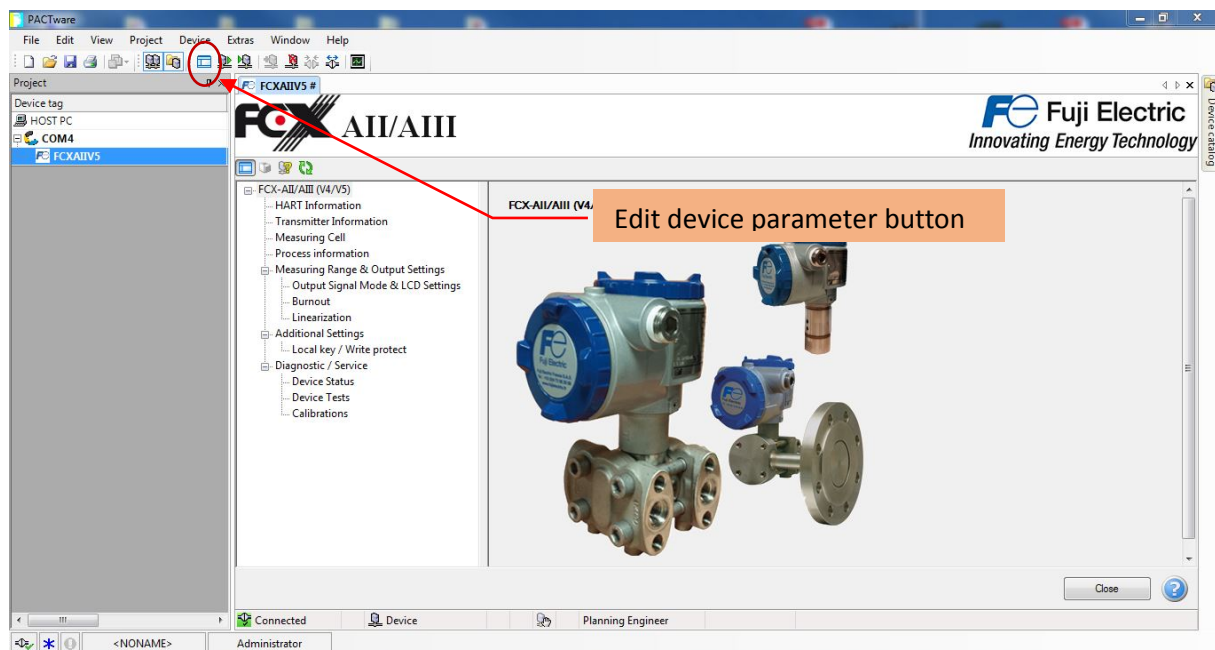 PACTware
File Edit View Project Device Extras Window Help
Project
FCXAIIV5 #
Device tag
HOST PC
COM4
FCXAIIV5
FCX AII/AIII
Fe Fuji Electric
Innovating Energy Technology
Device catalog
FCX-AII/AIII (V4/V5)
HART Information
Transmitter Information
Measuring Cell
Process information
Measuring Range & Output Settings
Output Signal Mode & LCD Settings
Burnout
Linearization
Additional Settings
Local key / Write protect
Diagnostic / Service
Device Status
Device Tests
Calibrations
FCX-AII/AIII (V4/
Edit device parameter button
Fe
Fuji Electric
Close
Connected Device Planning Engineer
<NONAME> Administrator